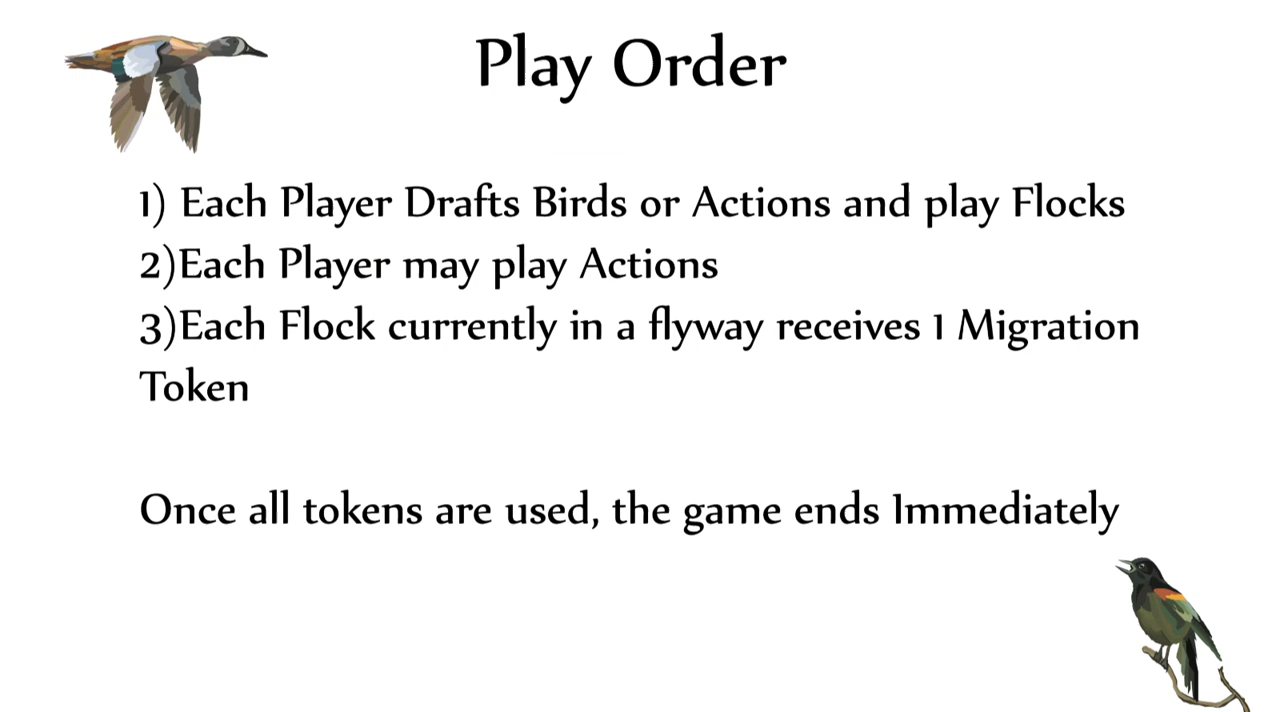 Play Order
1) Each Player Drafts Birds or Actions and play Flocks
2)Each Player may play Actions
3)Each Flock currently in a flyway receives 1 Migration
Token
Once all tokens are used, the game ends Immediately